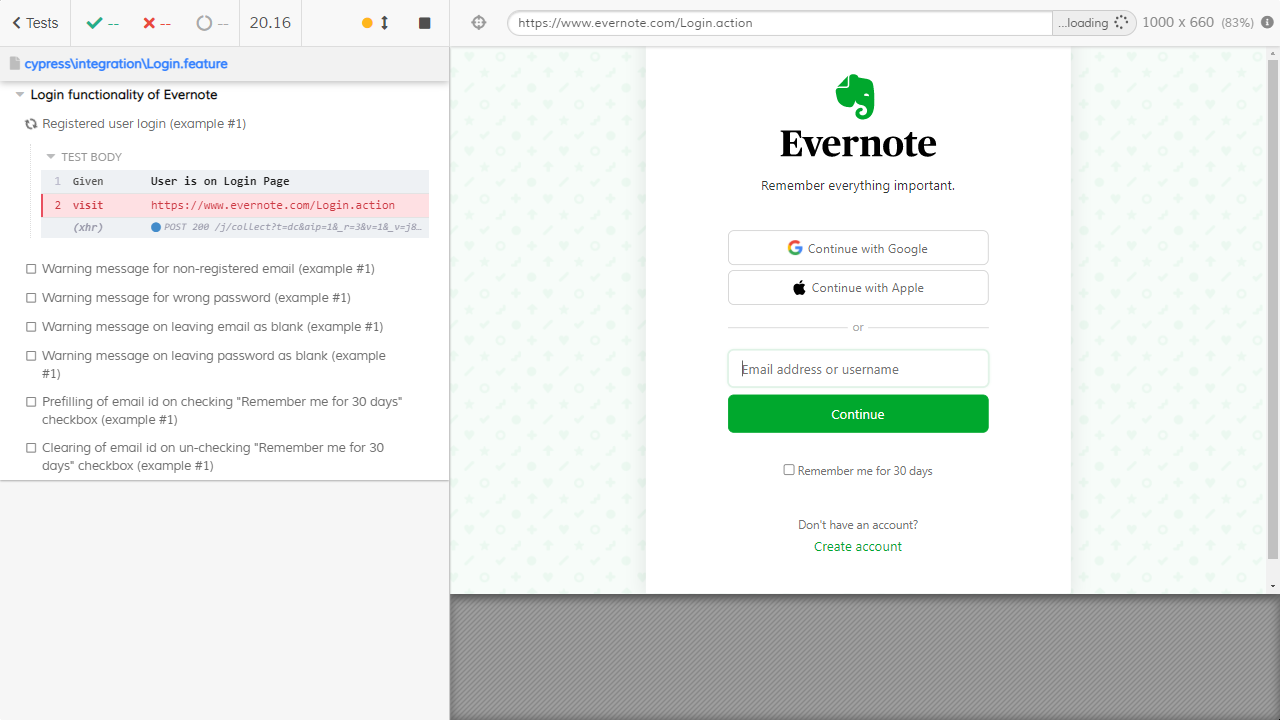 Tests
--
--
--
20.16
https://www.evernote.com/Login.action
...loading
1000 x 660 (83%)
cypress\integration\Login.feature
Login functionality of Evernote
Registered user login (example #1)
TEST BODY
1 Given User is on Login Page
2 visit https://www.evernote.com/Login.action
(xhr) POST 200 /j/collect?t=dc&aip=1&_r=3&v=1&_v=j8…
Warning message for non-registered email (example #1)
Warning message for wrong password (example #1)
Warning message on leaving email as blank (example #1)
Warning message on leaving password as blank (example
#1)
Prefilling of email id on checking "Remember me for 30 days"
checkbox (example #1)
Clearing of email id on un-checking "Remember me for 30
days" checkbox (example #1)
Evernote
Remember everything important.
Continue with Google
Continue with Apple
or
Email address or username
Continue
Remember me for 30 days
Don't have an account?
Create account